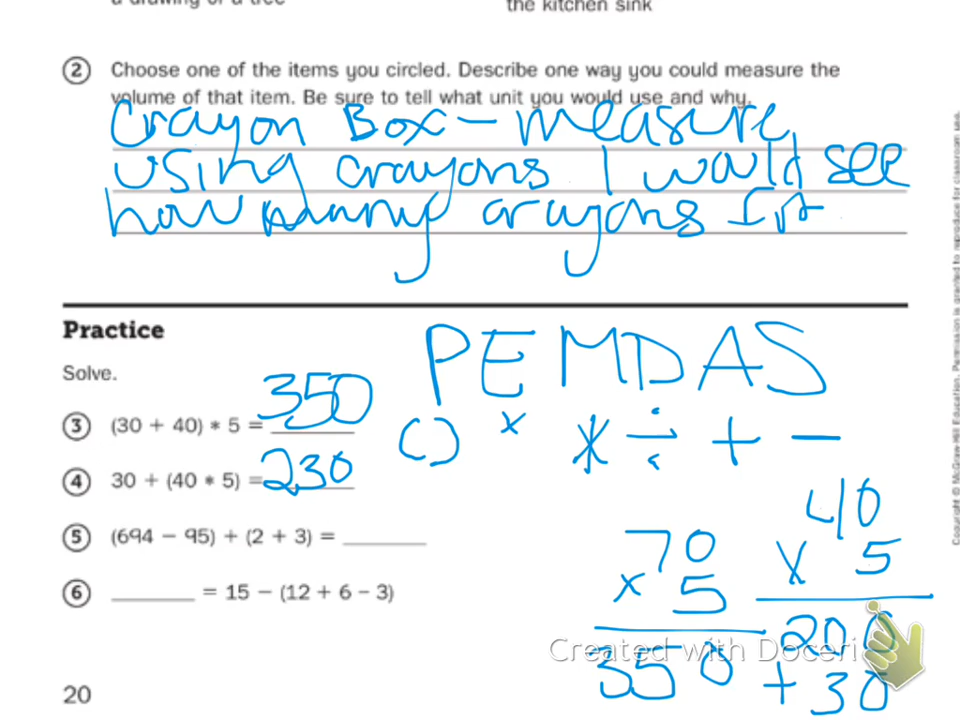 a drawing of a tree the kitchen sink
2 Choose one of the items you circled. Describe one way you could measure the
volume of that item. Be sure to tell what unit you would use and why.
Crayon Box - measure
using crayons I would see
how many crayons fit
Practice
PEMDAS
Solve.
3 (30 + 40) * 5 = 350
() x * ÷ + −
4 30 + (40 * 5) = 230
5 (694 − 95) + (2 + 3) = ________
6 ________ = 15 − (12 + 6 − 3)
70
x 5
350
40
x 5
200
+ 30
Created with Doceri
20
Copyright © McGraw-Hill Education. Permission is granted to reproduce for classroom use.